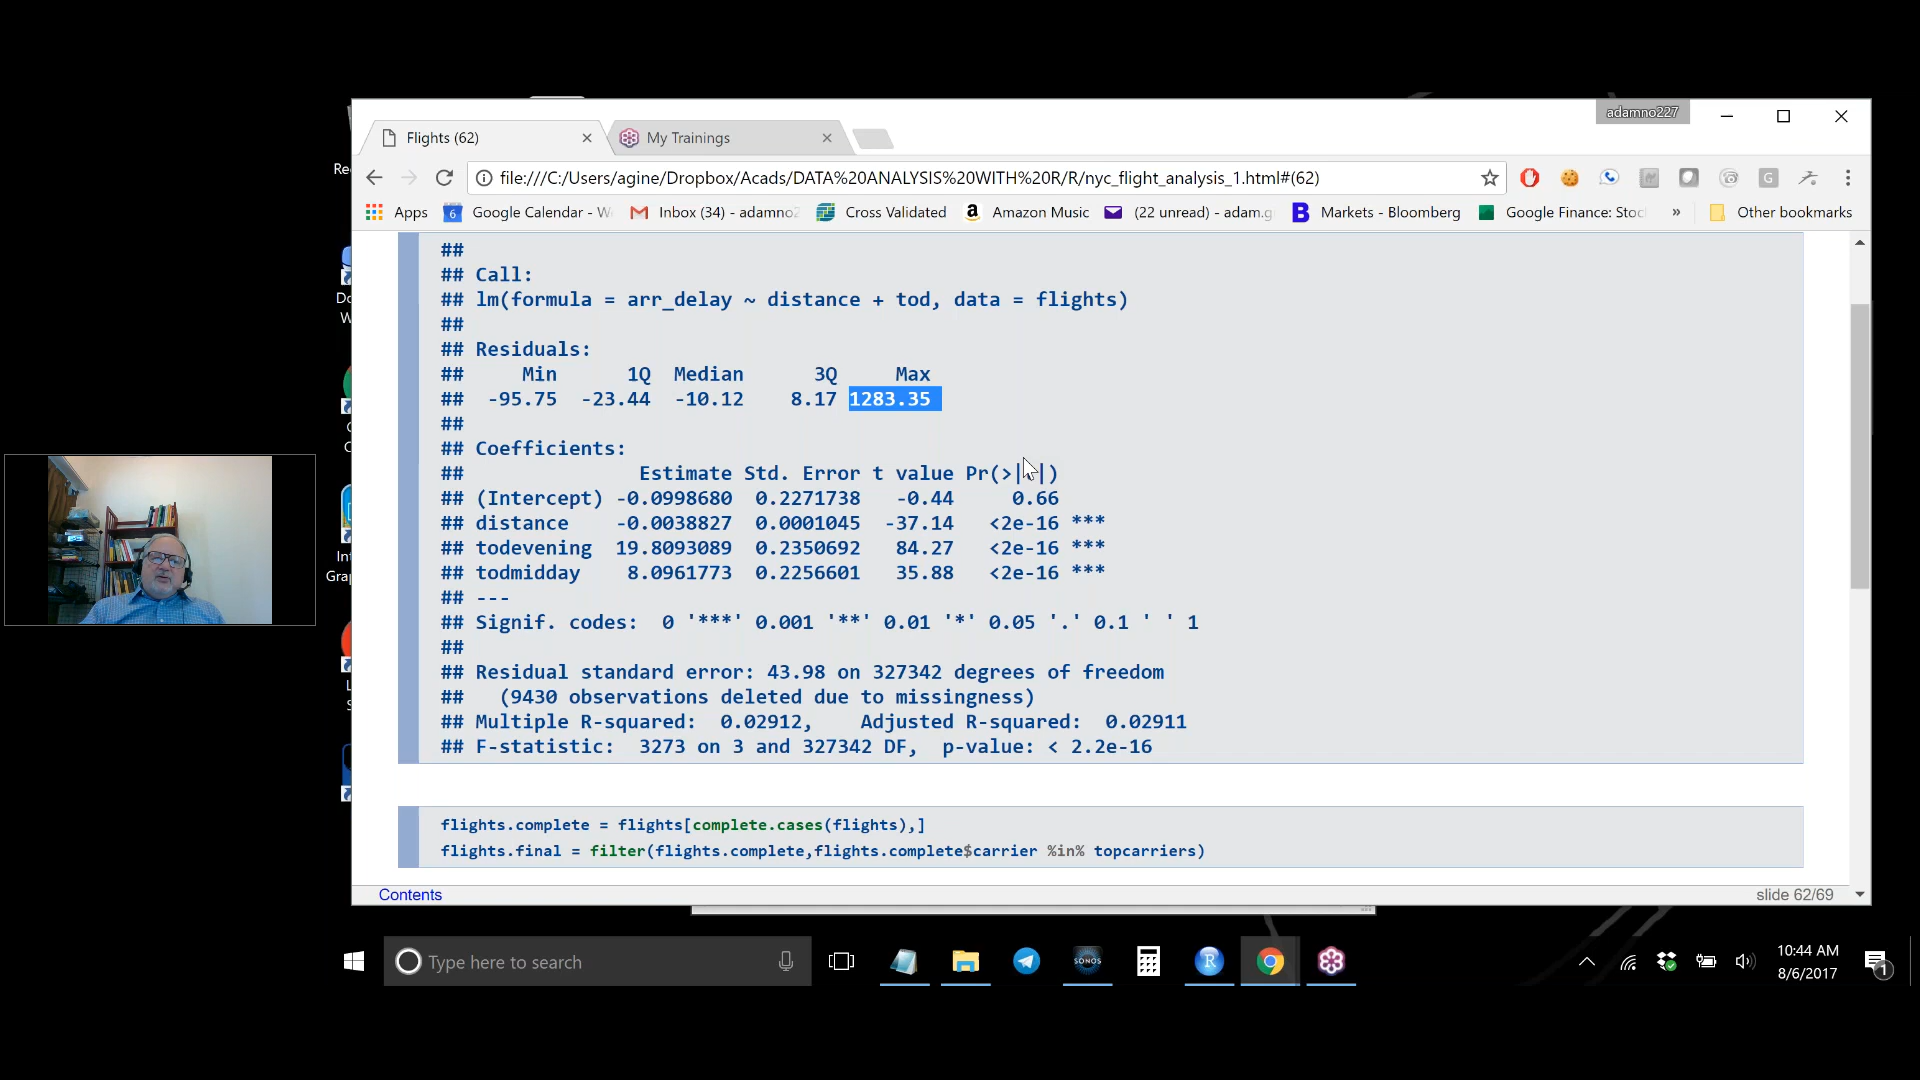 adamno227
Flights (62)
My Trainings
file:///C:/Users/agine/Dropbox/Acads/DATA%20ANALYSIS%20WITH%20R/R/nyc_flight_analysis_1.html#(62)
Apps
6
Google Calendar - W
Inbox (34) - adamno2
Cross Validated
Amazon Music
(22 unread) - adam.g
Markets - Bloomberg
Google Finance: Stoc
»
Other bookmarks
##
## Call:
## lm(formula = arr_delay ~ distance + tod, data = flights)
##
## Residuals:
## Min 1Q Median 3Q Max
## -95.75 -23.44 -10.12 8.17 1283.35
##
## Coefficients:
## Estimate Std. Error t value Pr(>|t|)
## (Intercept) -0.0998680 0.2271738 -0.44 0.66
## distance -0.0038827 0.0001045 -37.14 <2e-16 ***
## todevening 19.8093089 0.2350692 84.27 <2e-16 ***
## todmidday 8.0961773 0.2256601 35.88 <2e-16 ***
## ---
## Signif. codes: 0 '***' 0.001 '**' 0.01 '*' 0.05 '.' 0.1 ' ' 1
##
## Residual standard error: 43.98 on 327342 degrees of freedom
## (9430 observations deleted due to missingness)
## Multiple R-squared: 0.02912, Adjusted R-squared: 0.02911
## F-statistic: 3273 on 3 and 327342 DF, p-value: < 2.2e-16
flights.complete = flights[complete.cases(flights),]
flights.final = filter(flights.complete,flights.complete$carrier %in% topcarriers)
Contents
slide 62/69
Type here to search
SONOS
R
10:44 AM
8/6/2017
1